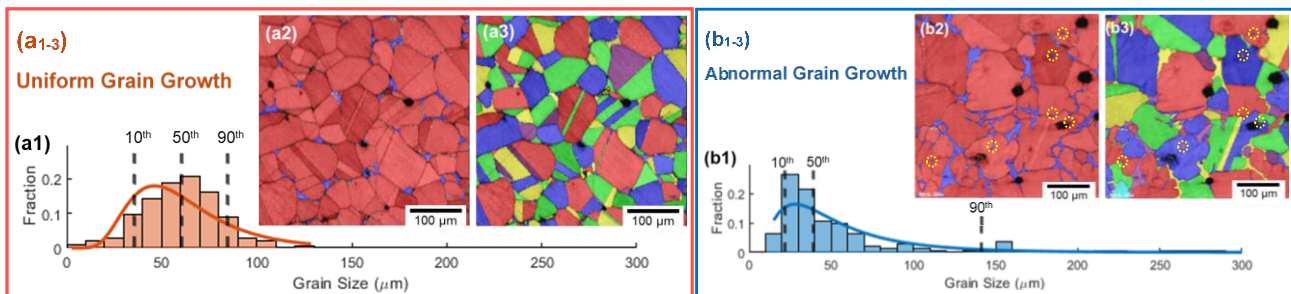 (a1-3)
Uniform Grain Growth
(a1)
10th
50th
90th
Fraction
0.2
0.1
0
0
50
100
150
200
250
300
Grain Size (μm)
(a2)
100 μm
(a3)
100 μm
(b1-3)
Abnormal Grain Growth
(b1)
10th
50th
90th
Fraction
0.2
0.1
0
0
50
100
150
200
250
300
Grain Size (μm)
(b2)
100 μm
(b3)
100 μm